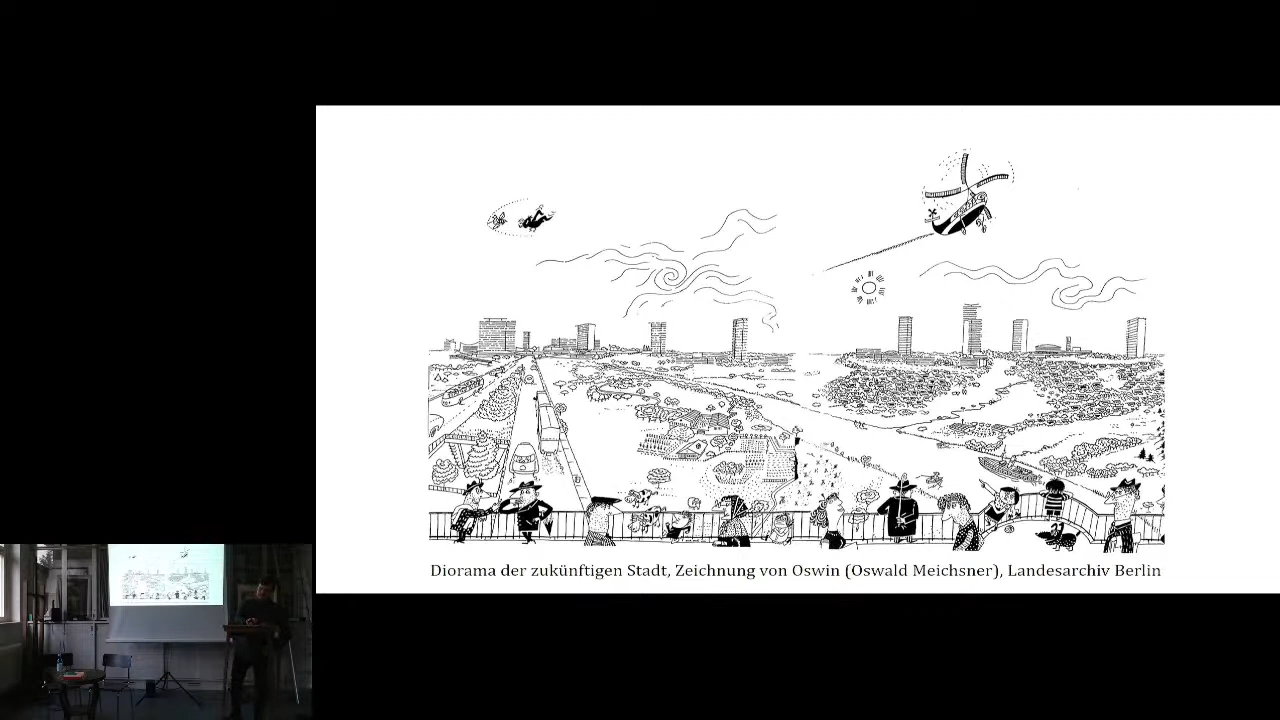 Diorama der zukünftigen Stadt, Zeichnung von Oswin (Oswald Meichsner), Landesarchiv Berlin